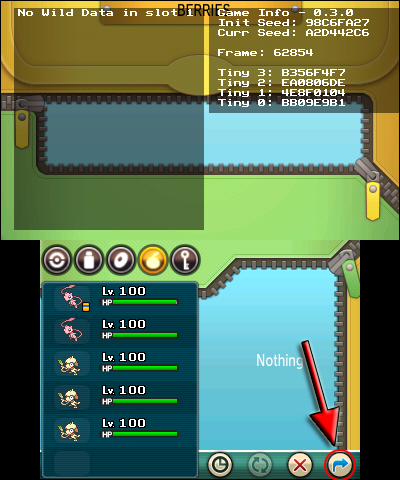 BERRIES
No Wild Data in slot 1
Game Info - 0.3.0
Init Seed: 98C6FA27
Curr Seed: A2D442C6
Frame: 62854
Tiny 3: B356F4F7
Tiny 2: EA0806DE
Tiny 1: 4E8F0104
Tiny 0: BB09E9B1
Lv. 100
HP
Lv. 100
HP
Lv. 100
HP
Lv. 100
HP
Lv. 100
HP
Nothing